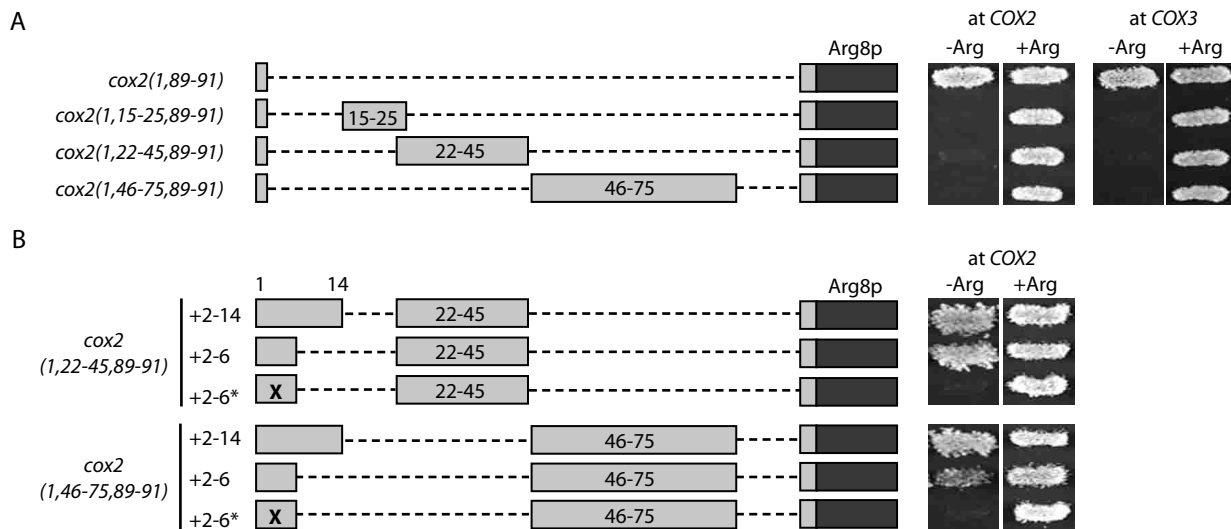 A
at COX2 at COX3
Arg8p -Arg +Arg -Arg +Arg
cox2(1,89-91)
cox2(1,15-25,89-91) 15-25
cox2(1,22-45,89-91) 22-45
cox2(1,46-75,89-91) 46-75
B
at COX2
1 14 Arg8p -Arg +Arg
cox2
(1,22-45,89-91)
+2-14 22-45
+2-6 22-45
+2-6* X 22-45
cox2
(1,46-75,89-91)
+2-14 46-75
+2-6 46-75
+2-6* X 46-75